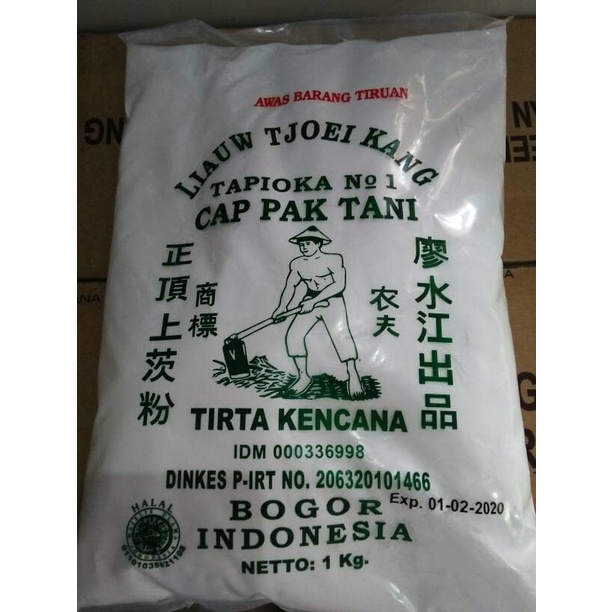 AWAS BARANG TIRUAN
LIAUW TJOEI KANG
TAPIOKA No 1
CAP PAK TANI
正頂上茨粉
商標
农夫
廖水江出品
TIRTA KENCANA
IDM 000336998
DINKES P-IRT NO. 206320101466
Exp. 01-02-2020
BOGOR
INDONESIA
NETTO: 1 Kg.
HALAL